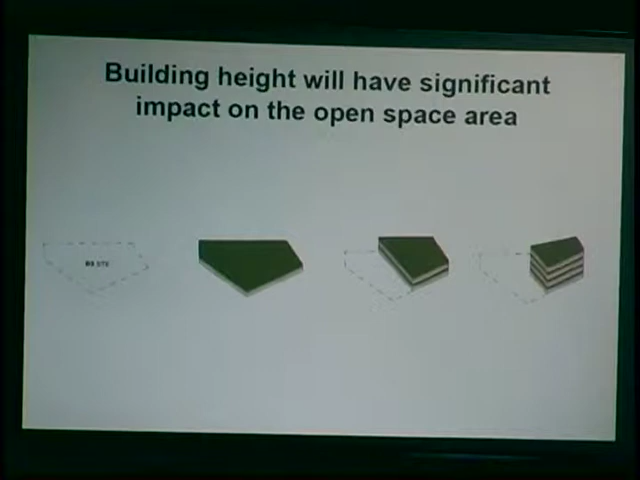 Building height will have significant
impact on the open space area